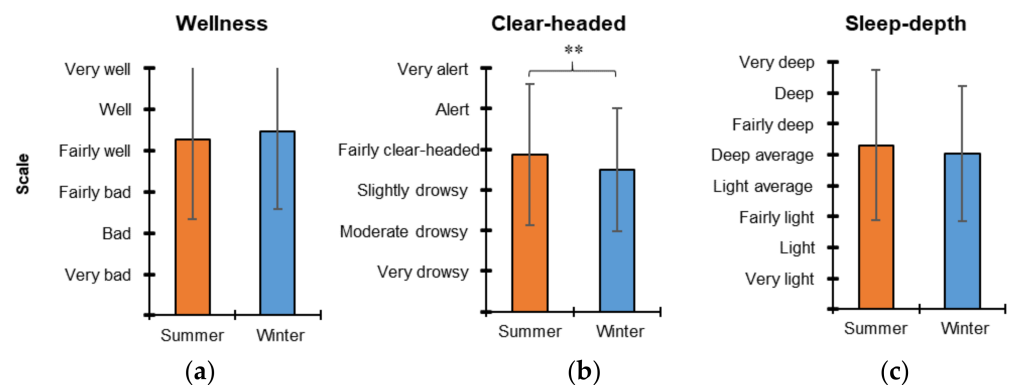 Wellness
Scale
Very well
Well
Fairly well
Fairly bad
Bad
Very bad
Summer Winter
(a)
Clear-headed
**
Very alert
Alert
Fairly clear-headed
Slightly drowsy
Moderate drowsy
Very drowsy
Summer Winter
(b)
Sleep-depth
Very deep
Deep
Fairly deep
Deep average
Light average
Fairly light
Light
Very light
Summer Winter
(c)